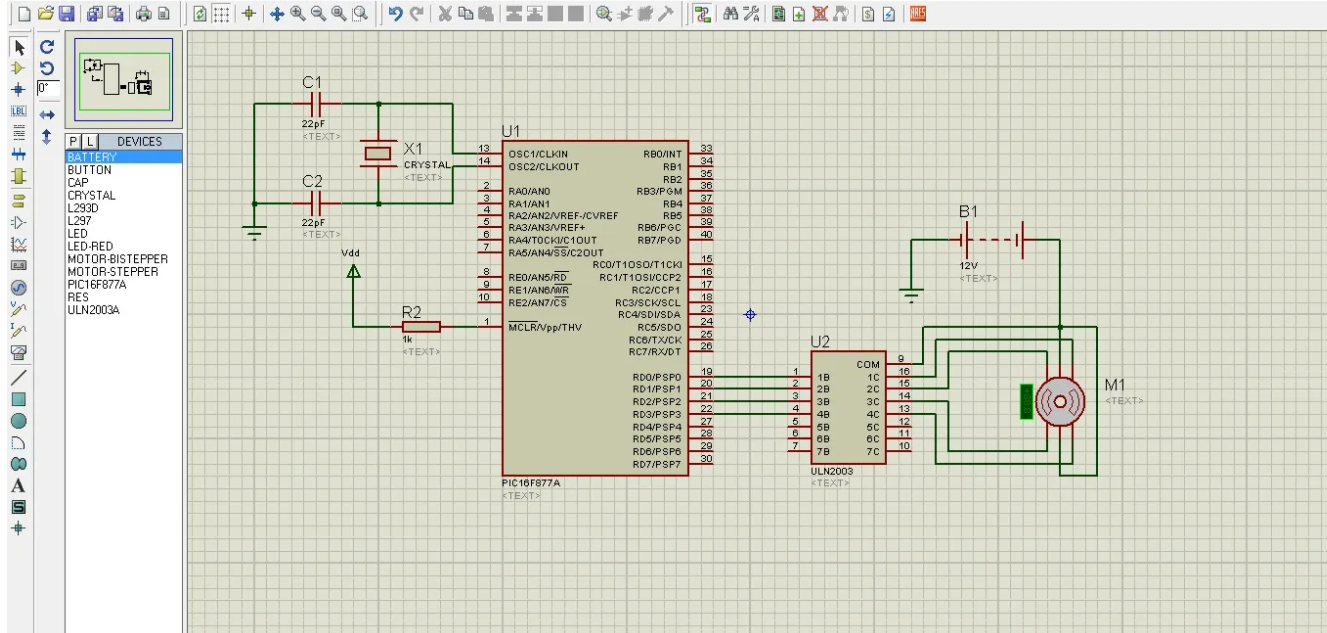 LBL
A
S
0°
P L DEVICES
BATTERY
BUTTON
CAP
CRYSTAL
L293D
L297
LED
LED-RED
MOTOR-BISTEPPER
MOTOR-STEPPER
PIC16F877A
RES
ULN2003A
C1
22pF
<TEXT>
X1
CRYSTAL
<TEXT>
C2
22pF
<TEXT>
Vdd
R2
1k
<TEXT>
U1
13 OSC1/CLKIN
14 OSC2/CLKOUT
2 RA0/AN0
3 RA1/AN1
4 RA2/AN2/VREF-/CVREF
5 RA3/AN3/VREF+
6 RA4/T0CKI/C1OUT
7 RA5/AN4/SS/C2OUT
8 RE0/AN5/RD
9 RE1/AN6/WR
10 RE2/AN7/CS
1 MCLR/Vpp/THV
RB0/INT 33
RB1 34
RB2 35
RB3/PGM 36
RB4 37
RB5 38
RB6/PGC 39
RB7/PGD 40
RC0/T1OSO/T1CKI 15
RC1/T1OSI/CCP2 16
RC2/CCP1 17
RC3/SCK/SCL 18
RC4/SDI/SDA 23
RC5/SDO 24
RC6/TX/CK 25
RC7/RX/DT 26
RD0/PSP0 19
RD1/PSP1 20
RD2/PSP2 21
RD3/PSP3 22
RD4/PSP4 27
RD5/PSP5 28
RD6/PSP6 29
RD7/PSP7 30
PIC16F877A
<TEXT>
U2
COM 9
1 1B 1C 16
2 2B 2C 15
3 3B 3C 14
4 4B 4C 13
5 5B 5C 12
6 6B 6C 11
7 7B 7C 10
ULN2003
<TEXT>
B1
12V
<TEXT>
M1
<TEXT>
ARES